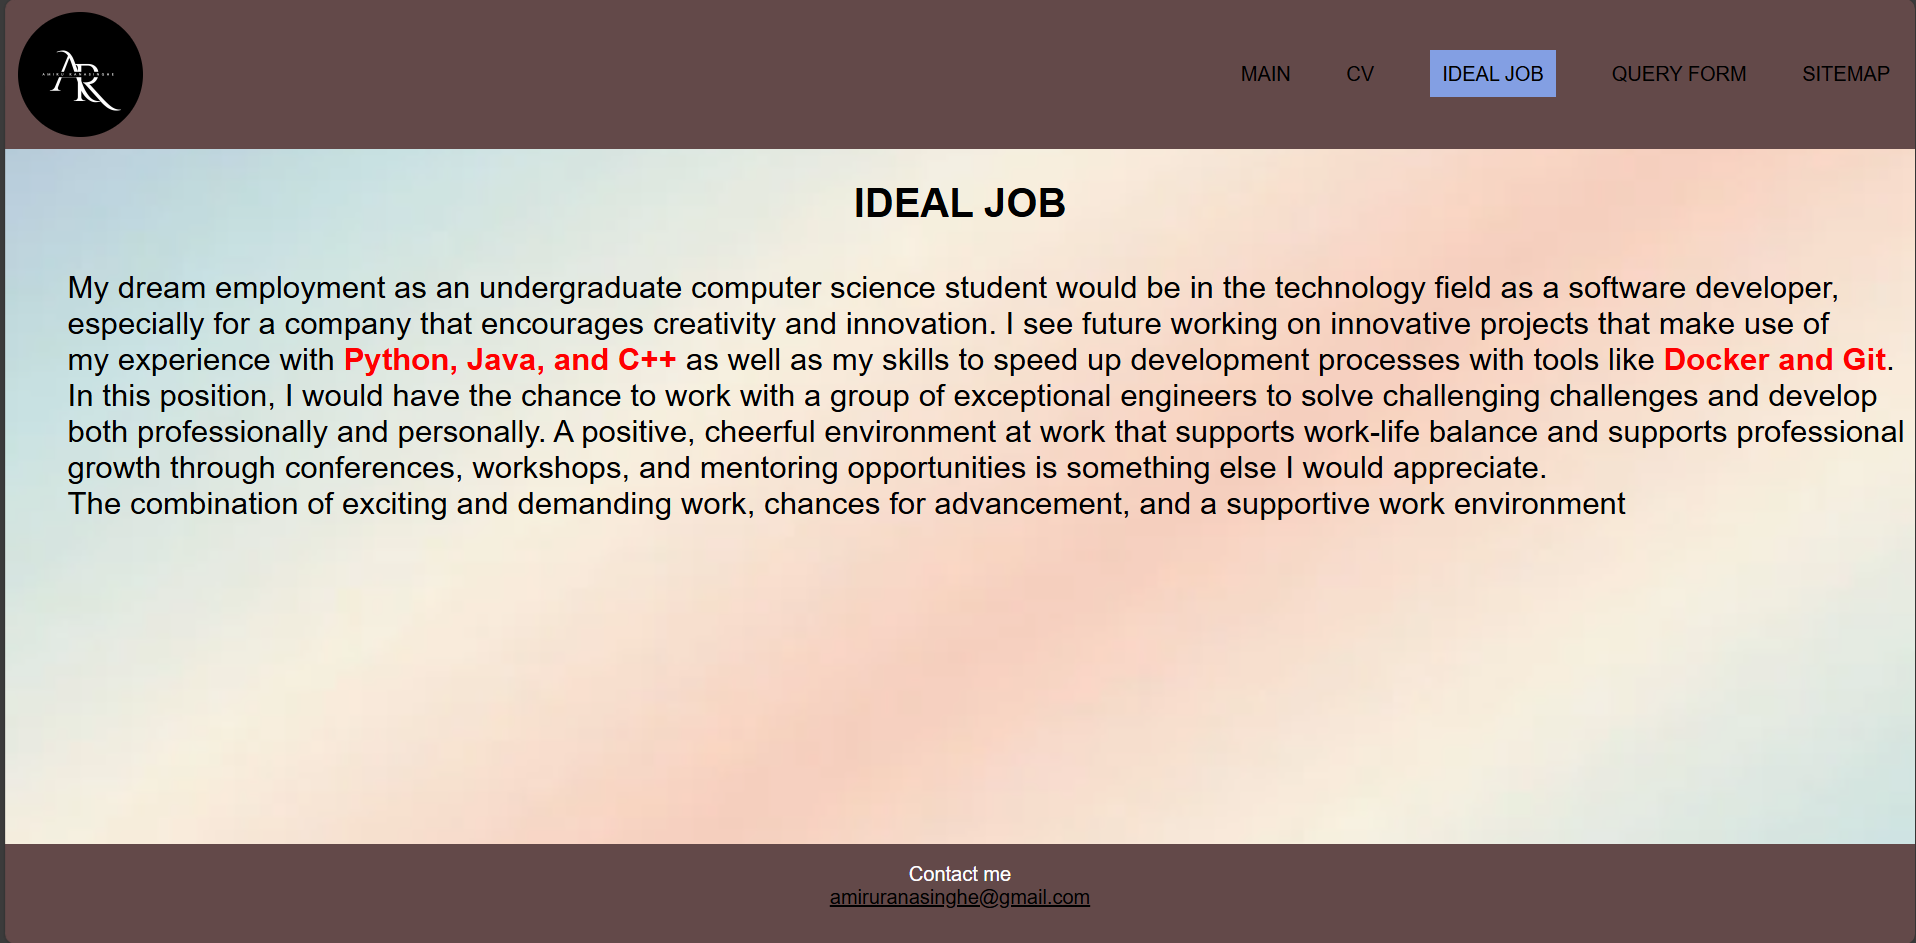 AR
AMIRU RANASINGHE
MAIN
CV
IDEAL JOB
QUERY FORM
SITEMAP
IDEAL JOB
My dream employment as an undergraduate computer science student would be in the technology field as a software developer,
especially for a company that encourages creativity and innovation. I see future working on innovative projects that make use of
my experience with Python, Java, and C++ as well as my skills to speed up development processes with tools like Docker and Git.
In this position, I would have the chance to work with a group of exceptional engineers to solve challenging challenges and develop
both professionally and personally. A positive, cheerful environment at work that supports work-life balance and supports professional
growth through conferences, workshops, and mentoring opportunities is something else I would appreciate.
The combination of exciting and demanding work, chances for advancement, and a supportive work environment
Contact me
amiruranasinghe@gmail.com